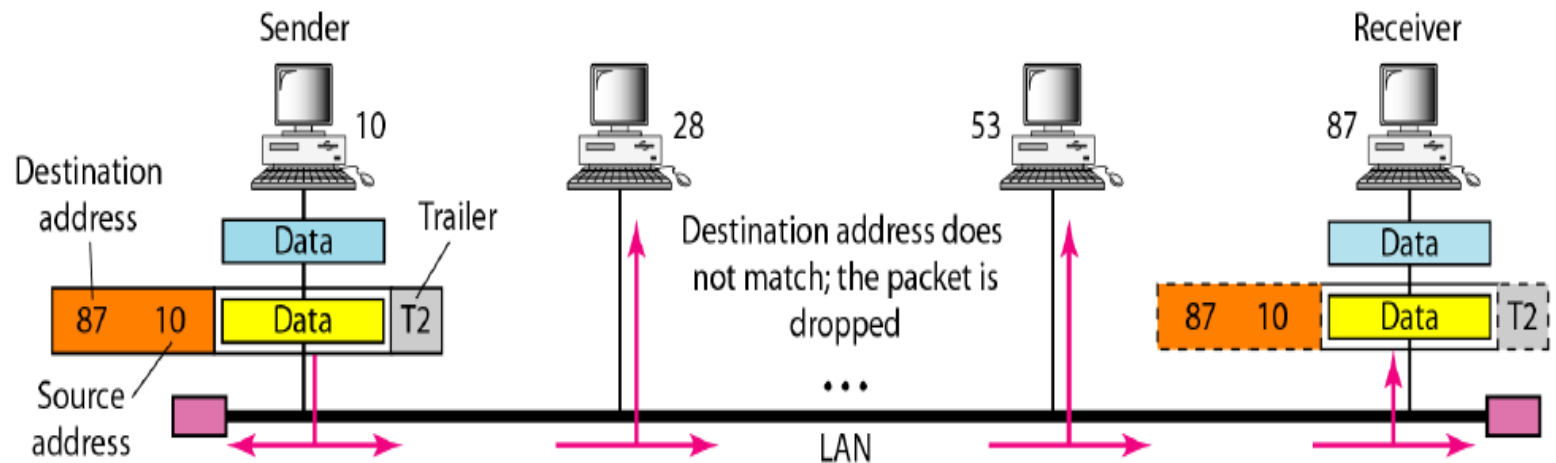 Sender
Receiver
10
28
53
87
Destination
address
Trailer
Data
Destination address does
not match; the packet is
dropped
Data
87 10
Data
T2
87 10
Data
T2
Source
address
...
LAN